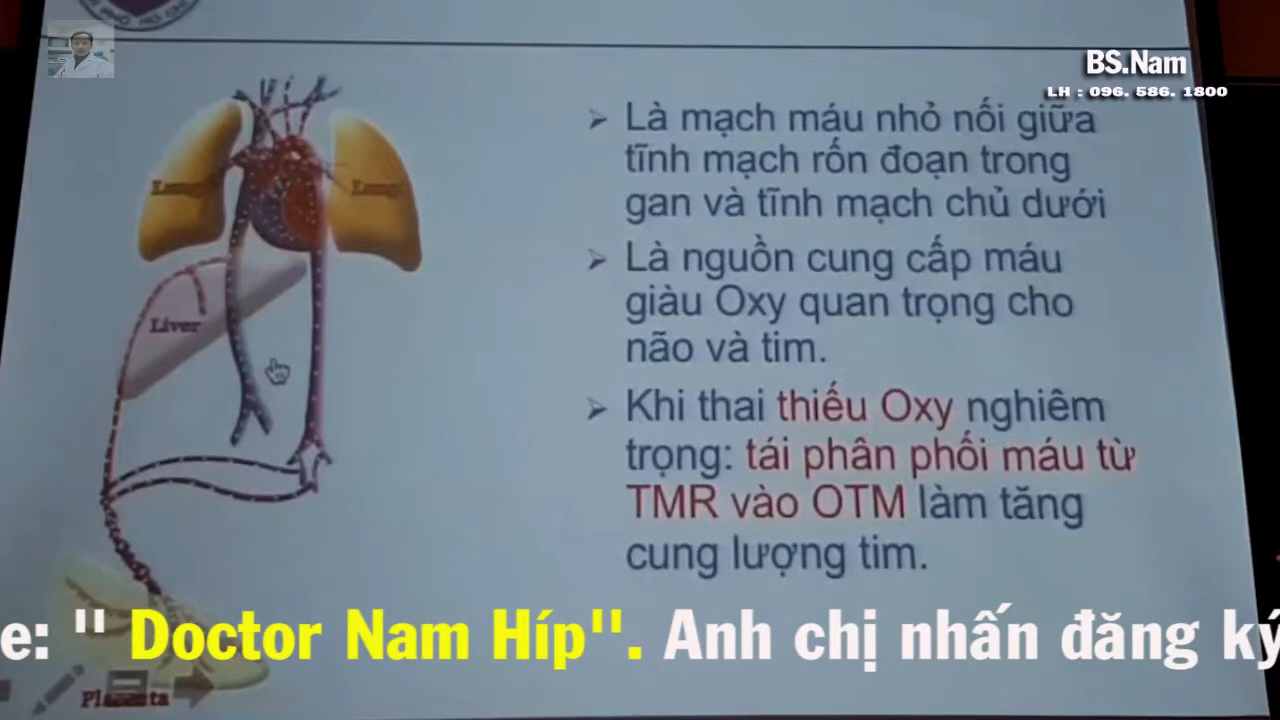 BS.Nam
LH : 096. 586. 1800
➢ Là mạch máu nhỏ nối giữa
tĩnh mạch rốn đoạn trong
gan và tĩnh mạch chủ dưới
➢ Là nguồn cung cấp máu
giàu Oxy quan trọng cho
não và tim.
➢ Khi thai thiếu Oxy nghiêm
trọng: tái phân phối máu từ
TMR vào OTM làm tăng
cung lượng tim.
Lung
Lung
Liver
Placenta
e: " Doctor Nam Híp". Anh chị nhấn đăng ký